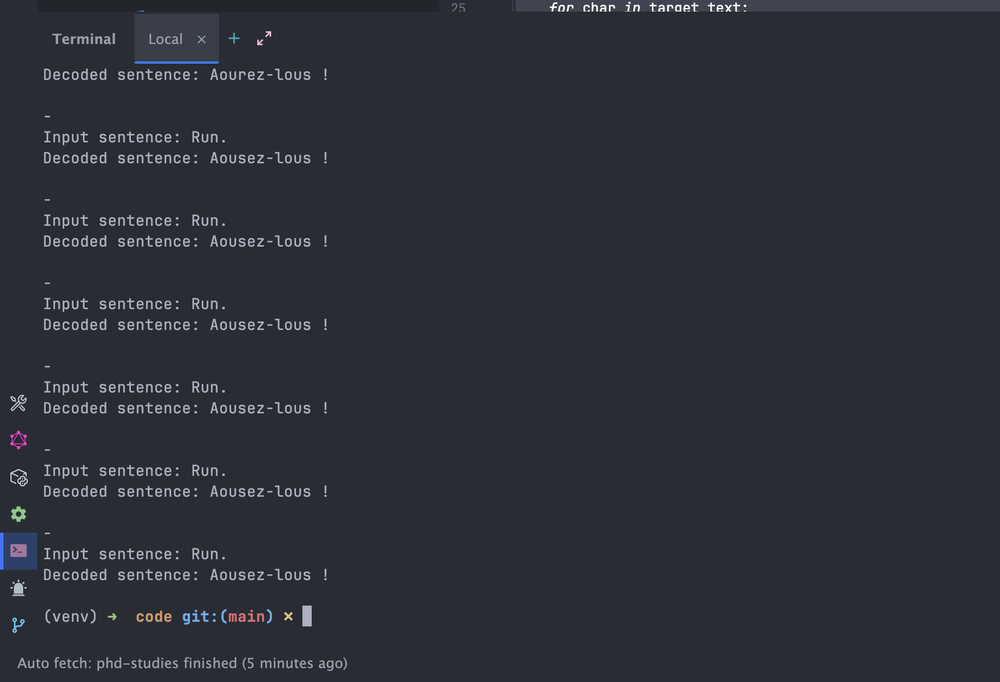 25 for char in target_text:
Terminal Local × +
Decoded sentence: Aourez-lous !
-
Input sentence: Run.
Decoded sentence: Aousez-lous !
-
Input sentence: Run.
Decoded sentence: Aousez-lous !
-
Input sentence: Run.
Decoded sentence: Aousez-lous !
-
Input sentence: Run.
Decoded sentence: Aousez-lous !
-
Input sentence: Run.
Decoded sentence: Aousez-lous !
-
Input sentence: Run.
Decoded sentence: Aousez-lous !
(venv) ➜ code git:(main) ✗
Auto fetch: phd-studies finished (5 minutes ago)